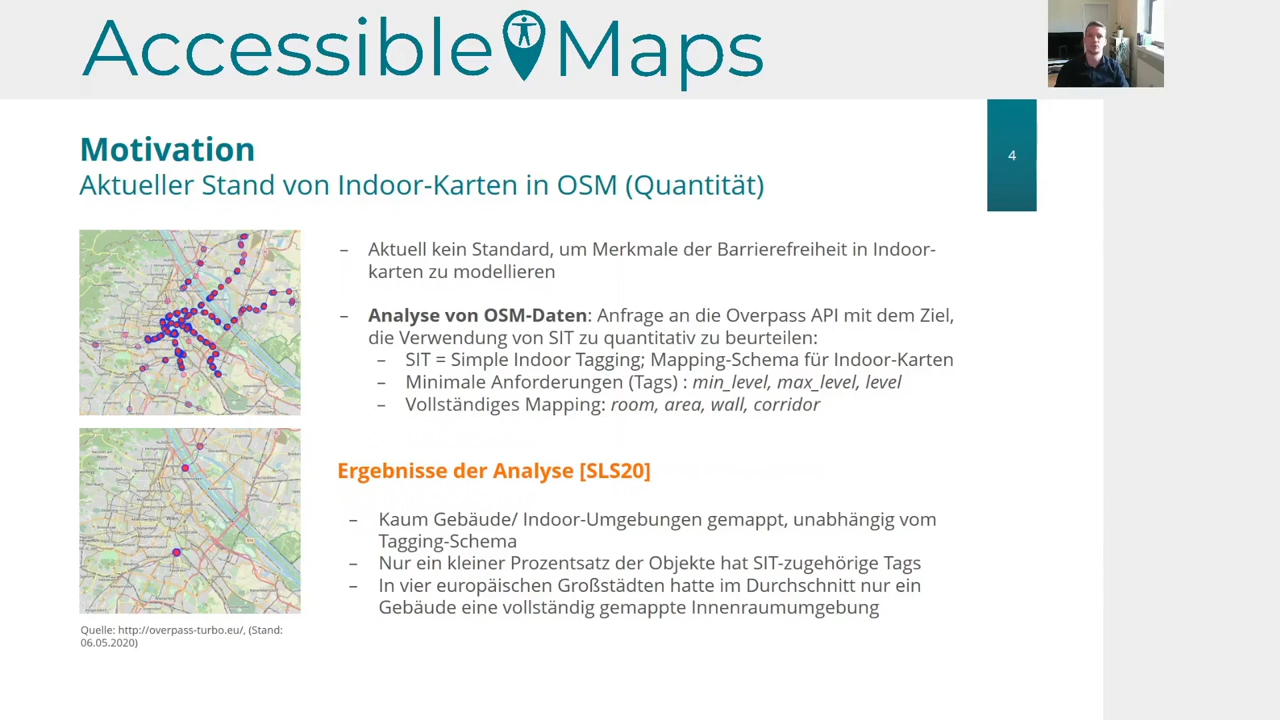 Accessible Maps
Motivation
4
Aktueller Stand von Indoor-Karten in OSM (Quantität)
– Aktuell kein Standard, um Merkmale der Barrierefreiheit in Indoor-
karten zu modellieren
– Analyse von OSM-Daten: Anfrage an die Overpass API mit dem Ziel,
die Verwendung von SIT zu quantitativ zu beurteilen:
– SIT = Simple Indoor Tagging; Mapping-Schema für Indoor-Karten
– Minimale Anforderungen (Tags) : min_level, max_level, level
– Vollständiges Mapping: room, area, wall, corridor
Ergebnisse der Analyse [SLS20]
– Kaum Gebäude/ Indoor-Umgebungen gemappt, unabhängig vom
Tagging-Schema
– Nur ein kleiner Prozentsatz der Objekte hat SIT-zugehörige Tags
– In vier europäischen Großstädten hatte im Durchschnitt nur ein
Gebäude eine vollständig gemappte Innenraumumgebung
Quelle: http://overpass-turbo.eu/, (Stand:
06.05.2020)